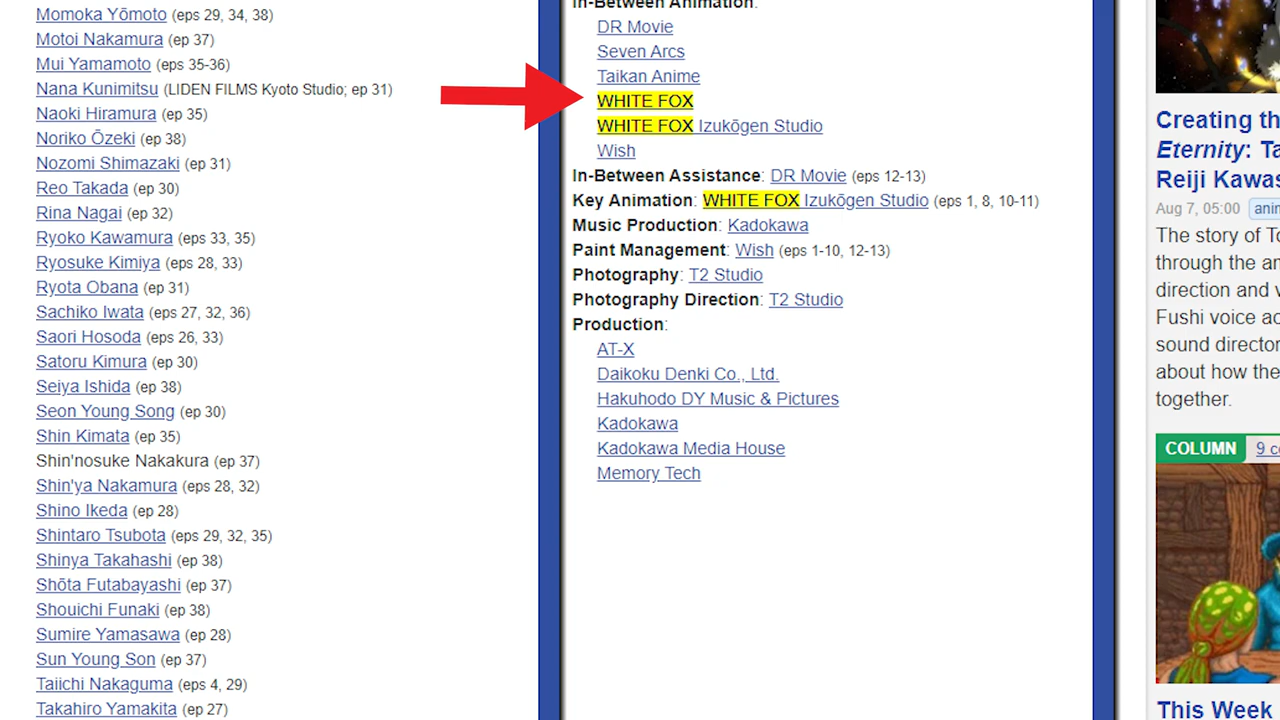 Momoka Yōmoto (eps 29, 34, 38)
Motoi Nakamura (ep 37)
Mui Yamamoto (eps 35-36)
Nana Kunimitsu (LIDEN FILMS Kyoto Studio; ep 31)
Naoki Hiramura (ep 35)
Noriko Ōzeki (ep 38)
Nozomi Shimazaki (ep 31)
Reo Takada (ep 30)
Rina Nagai (ep 32)
Ryoko Kawamura (eps 33, 35)
Ryosuke Kimiya (eps 28, 33)
Ryota Obana (ep 31)
Sachiko Iwata (eps 27, 32, 36)
Saori Hosoda (eps 26, 33)
Satoru Kimura (ep 30)
Seiya Ishida (ep 38)
Seon Young Song (ep 30)
Shin Kimata (ep 35)
Shin'nosuke Nakakura (ep 37)
Shin'ya Nakamura (eps 28, 32)
Shino Ikeda (ep 28)
Shintaro Tsubota (eps 29, 32, 35)
Shinya Takahashi (ep 38)
Shōta Futabayashi (ep 37)
Shouichi Funaki (ep 38)
Sumire Yamasawa (ep 28)
Sun Young Son (ep 37)
Taiichi Nakaguma (eps 4, 29)
Takahiro Yamakita (ep 27)
In-Between Animation:
DR Movie
Seven Arcs
Taikan Anime
WHITE FOX
WHITE FOX Izukōgen Studio
Wish
In-Between Assistance: DR Movie (eps 12-13)
Key Animation: WHITE FOX Izukōgen Studio (eps 1, 8, 10-11)
Music Production: Kadokawa
Paint Management: Wish (eps 1-10, 12-13)
Photography: T2 Studio
Photography Direction: T2 Studio
Production:
AT-X
Daikoku Denki Co., Ltd.
Hakuhodo DY Music & Pictures
Kadokawa
Kadokawa Media House
Memory Tech
Creating th
Eternity: Ta
Reiji Kawas
Aug 7, 05:00 anim
The story of To
through the an
direction and v
Fushi voice ac
sound director
about how the
together.
COLUMN 9 co
This Week